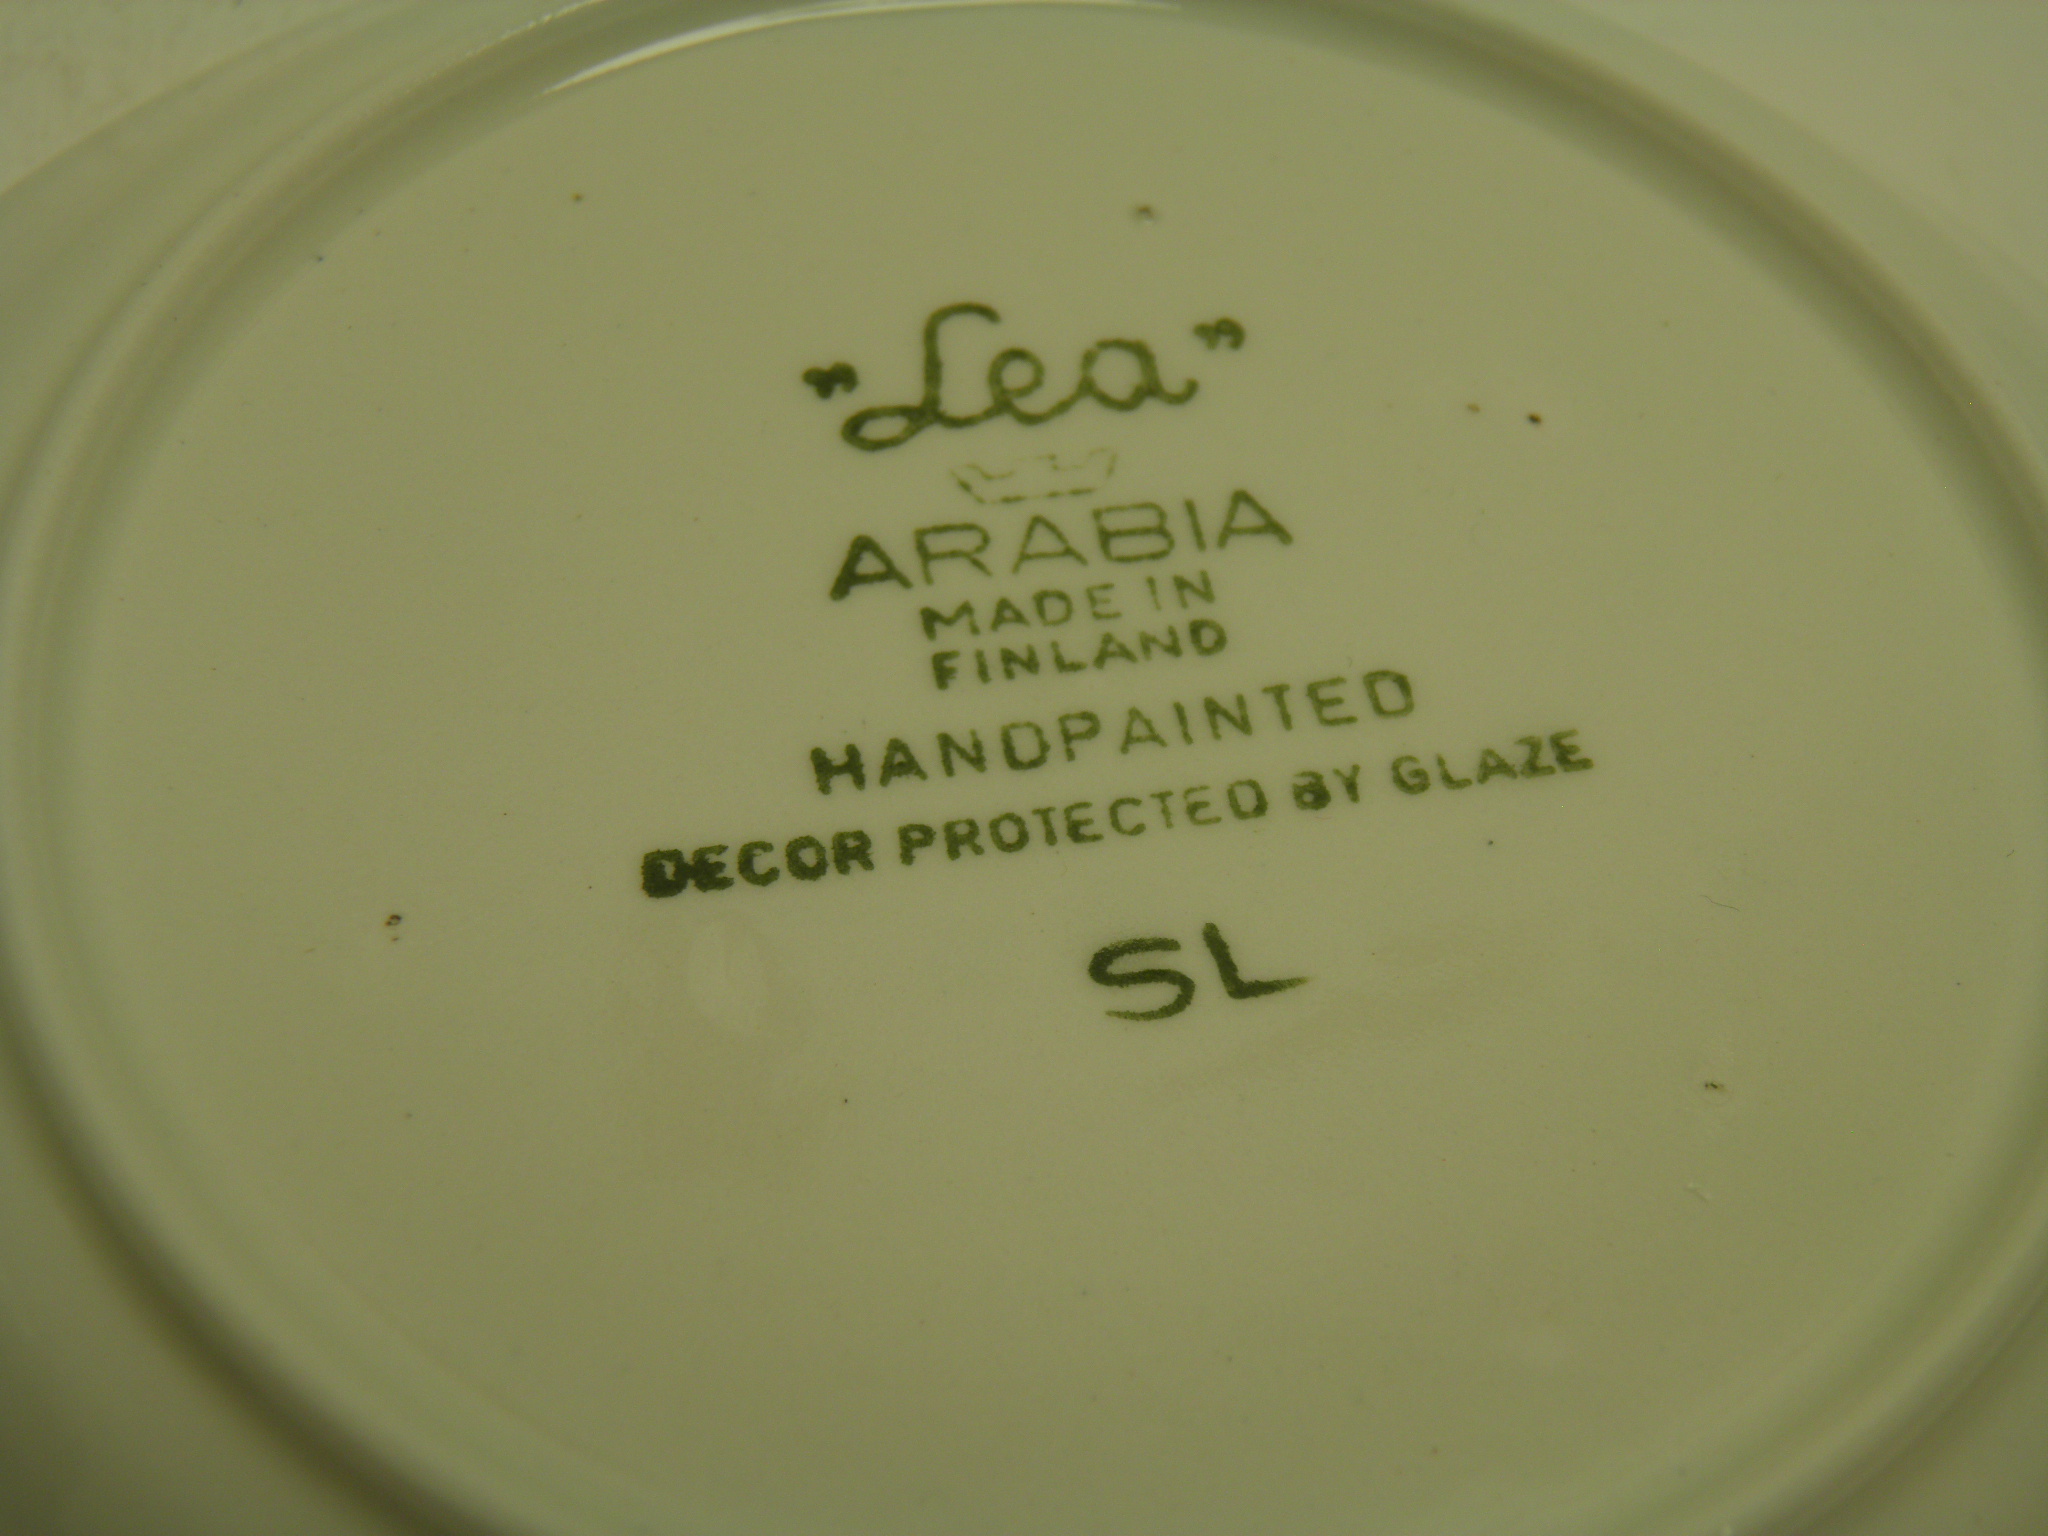 "Lea"
ARABIA
MADE IN
FINLAND
HANDPAINTED
DECOR PROTECTED BY GLAZE
SL